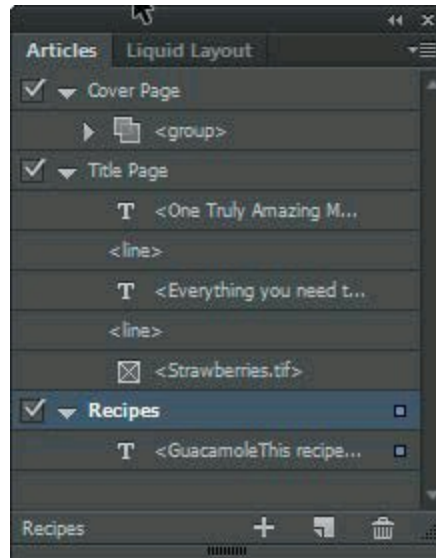 Articles Liquid Layout
Cover Page
<group>
Title Page
<One Truly Amazing M...
<line>
<Everything you need t...
<line>
<Strawberries.tif>
Recipes
<GuacamoleThis recipe...
Recipes